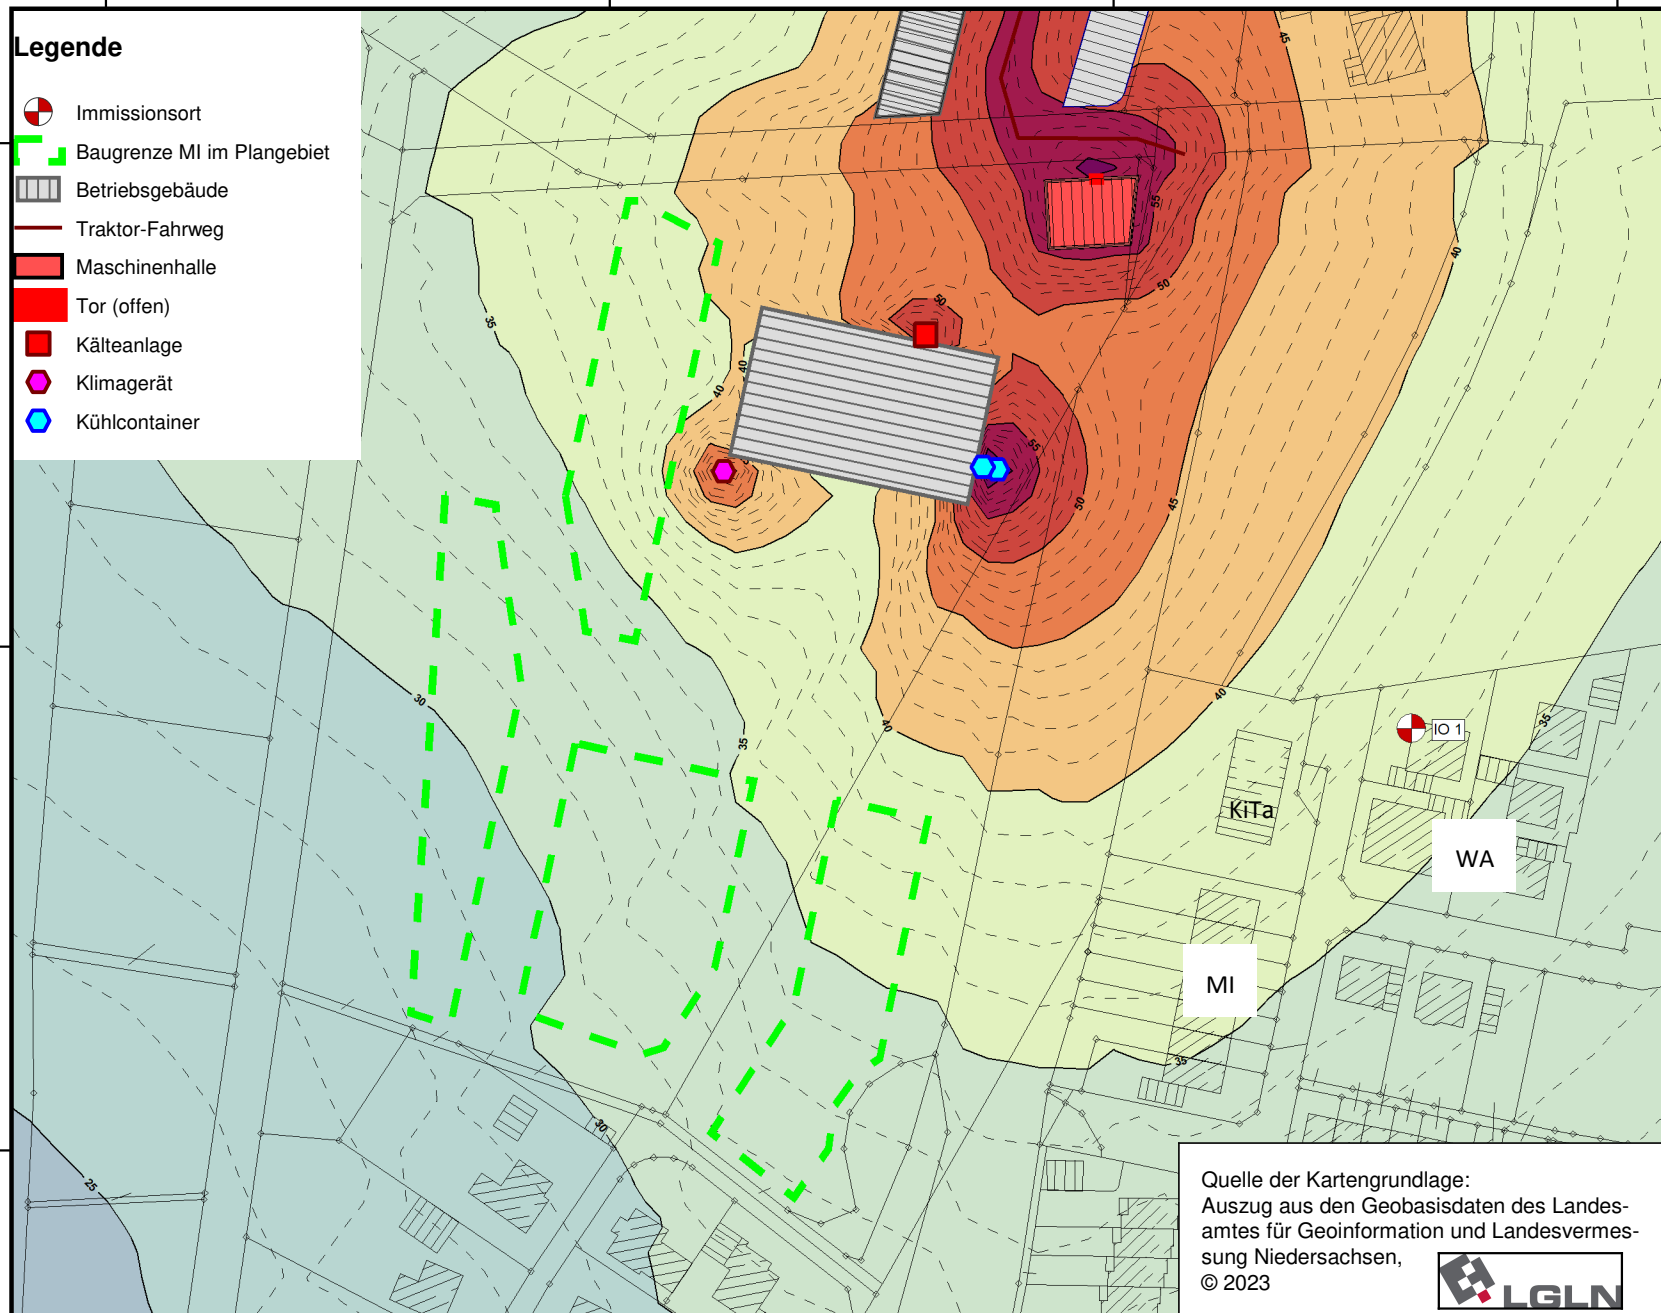 Legende
Immissionsort
Baugrenze MI im Plangebiet
Betriebsgebäude
Traktor-Fahrweg
Maschinenhalle
Tor (offen)
Kälteanlage
Klimagerät
Kühlcontainer
45
55
40
50
50
35
40
40
55
50
45
30
40
40
35
35
IO 1
KiTa
WA
MI
35
30
25
Quelle der Kartengrundlage:
Auszug aus den Geobasisdaten des Landes-
amtes für Geoinformation und Landesvermes-
sung Niedersachsen,
© 2023
LGLN